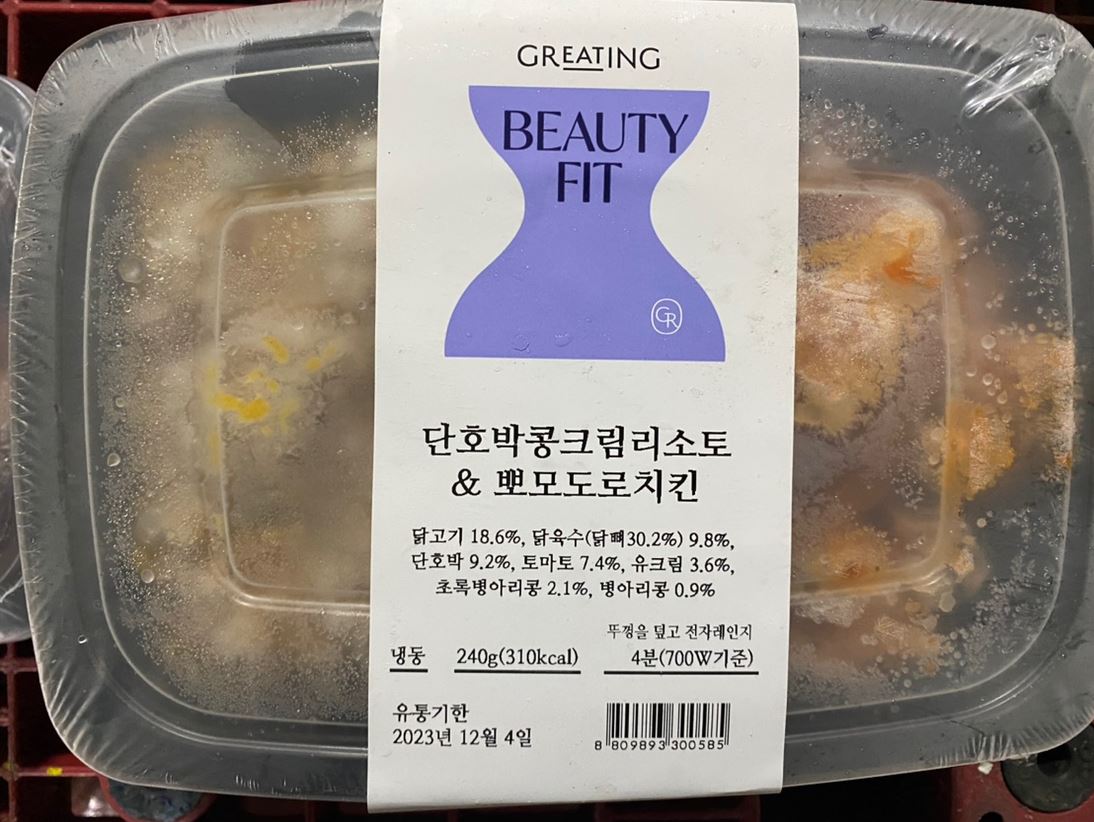 GREATING
BEAUTY
FIT
GR
단호박콩크림리소토
& 뽀모도로치킨
닭고기 18.6%, 닭육수(닭뼈30.2%) 9.8%,
단호박 9.2%, 토마토 7.4%, 유크림 3.6%,
초록병아리콩 2.1%, 병아리콩 0.9%
뚜껑을 덮고 전자레인지
냉동 240g(310kcal) 4분(700W기준)
유통기한
2023년 12월 4일
8 809893 300585